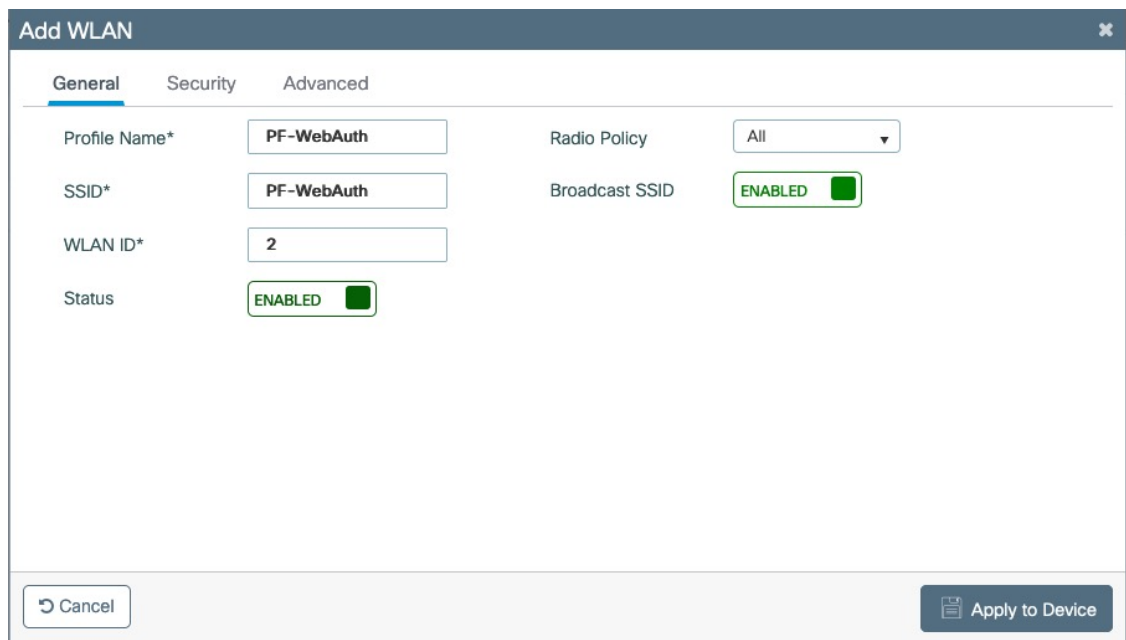 Add WLAN
General Security Advanced
Profile Name* PF-WebAuth Radio Policy All
SSID* PF-WebAuth Broadcast SSID ENABLED
WLAN ID* 2
Status ENABLED
Cancel Apply to Device